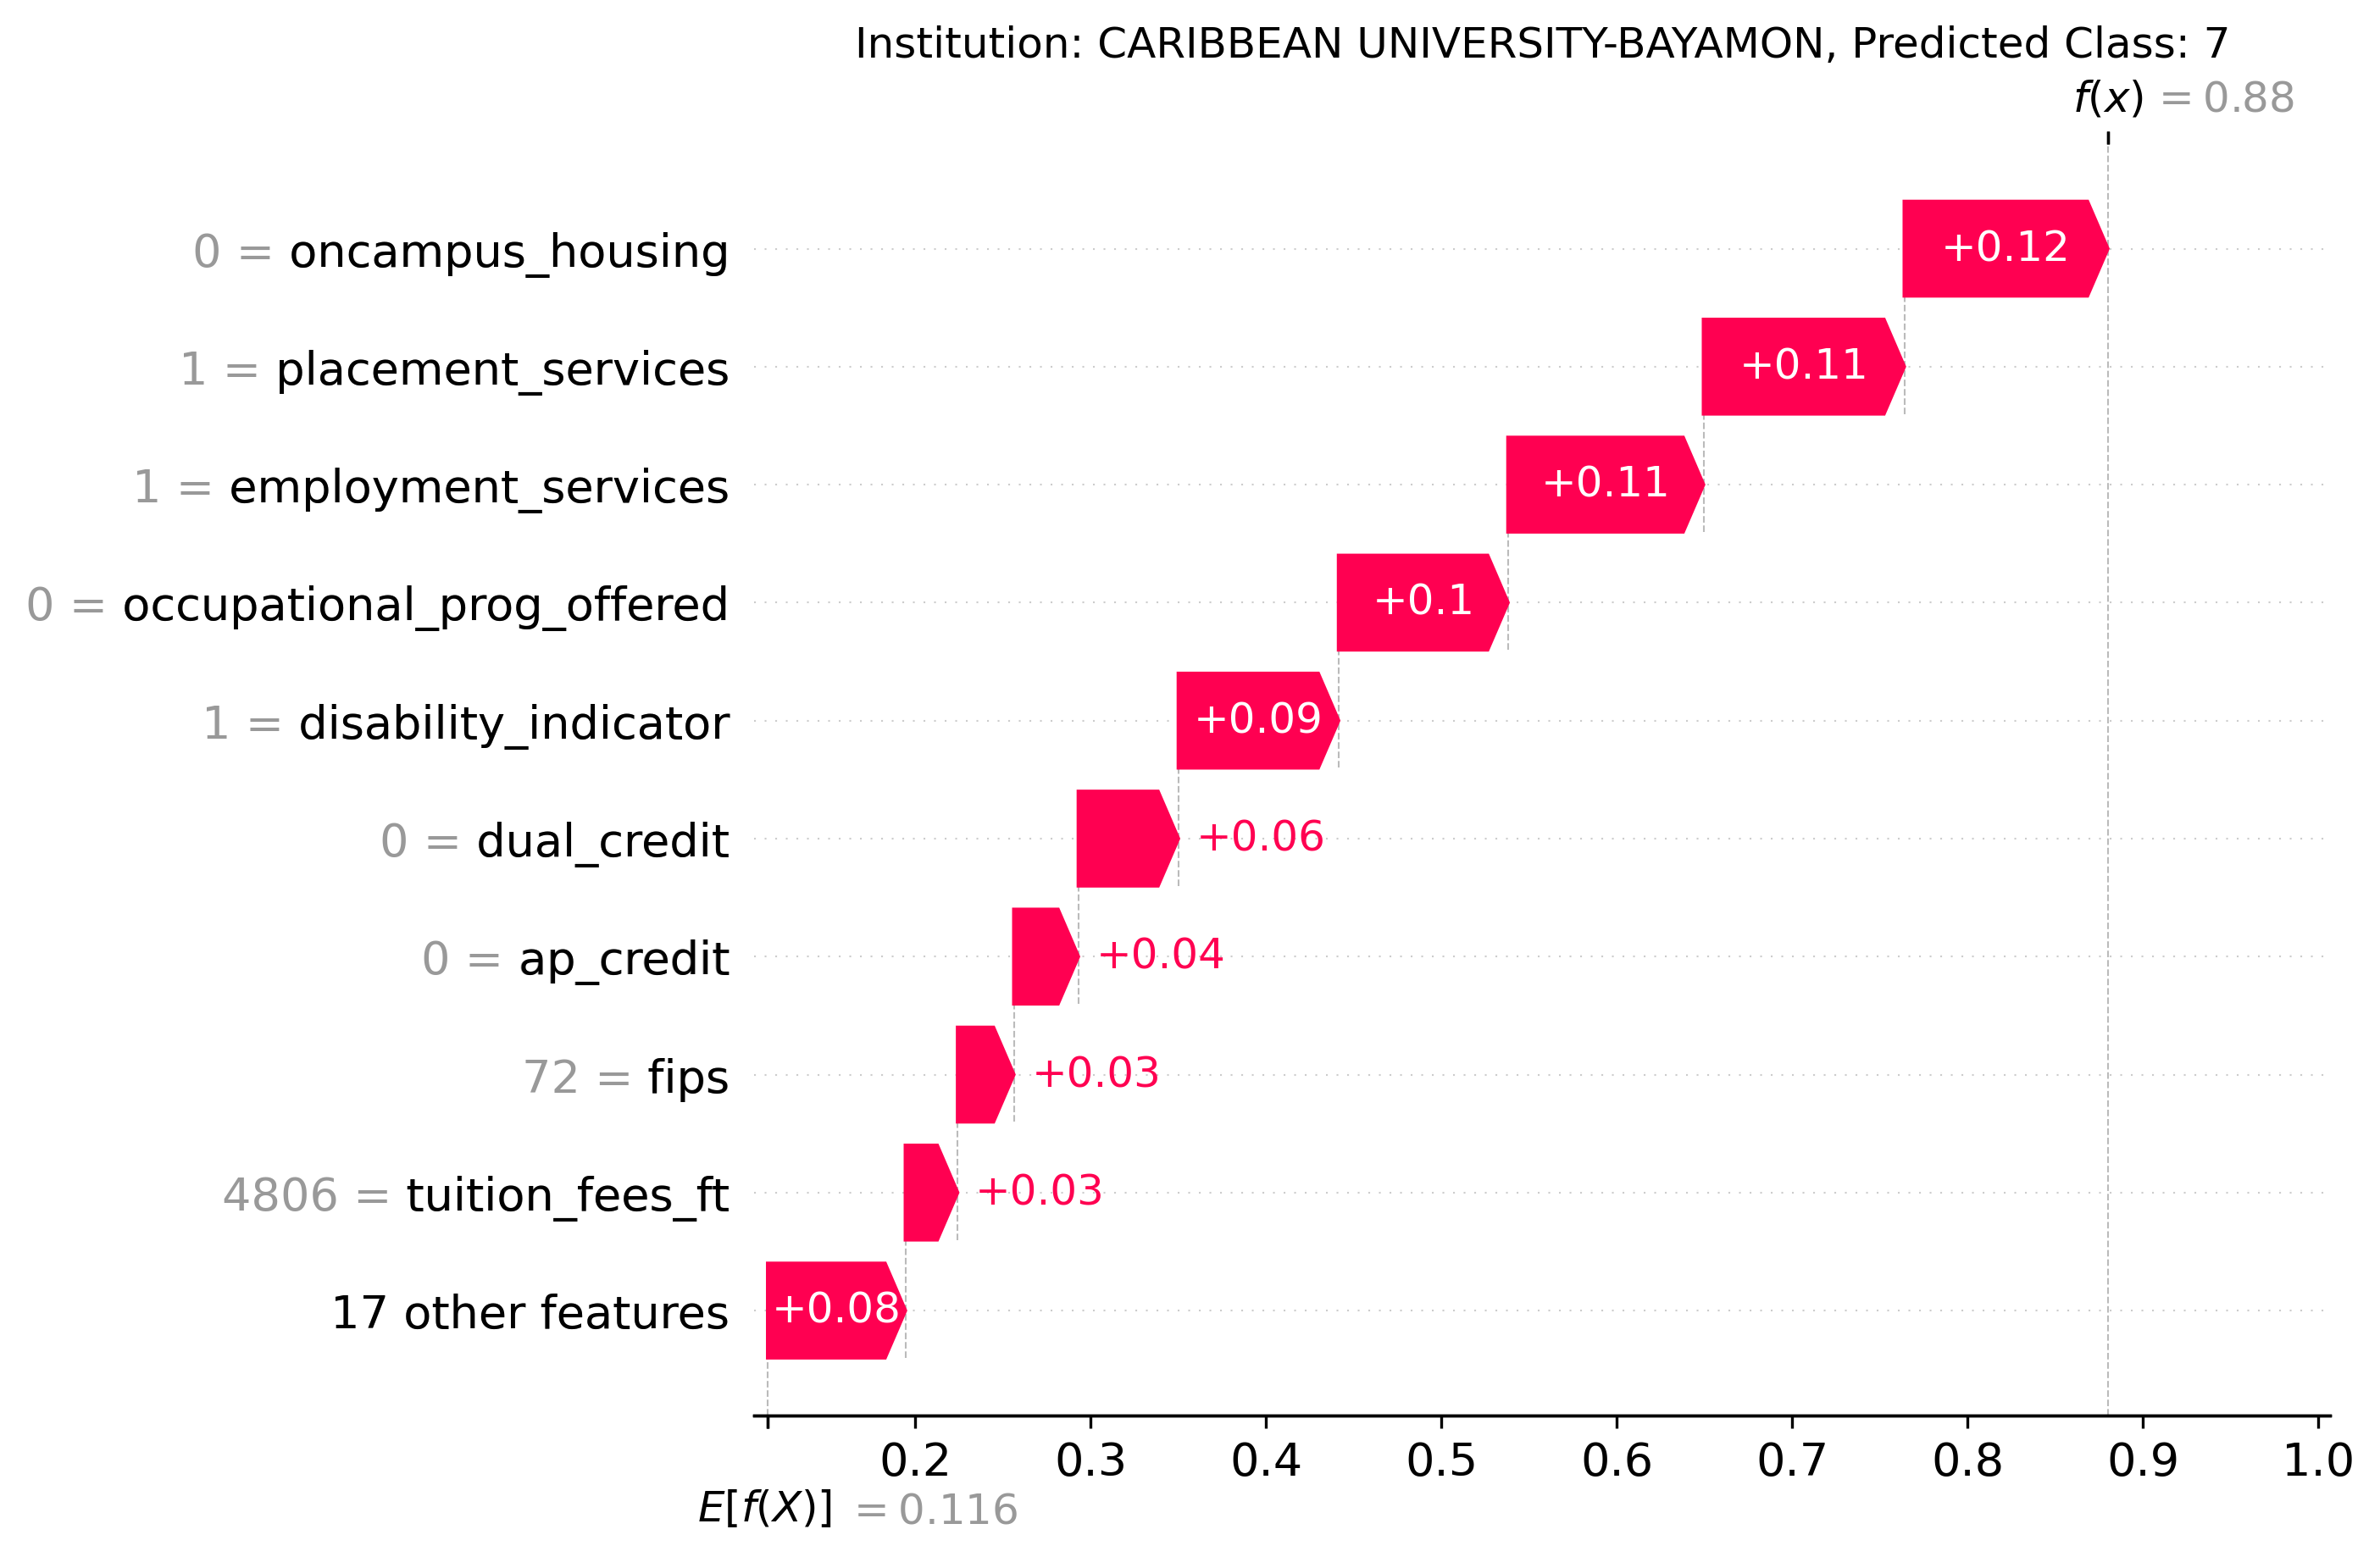 Institution: CARIBBEAN UNIVERSITY-BAYAMON, Predicted Class: 7
f(x) = 0.88
0 = oncampus_housing +0.12
1 = placement_services +0.11
1 = employment_services +0.11
0 = occupational_prog_offered +0.1
1 = disability_indicator +0.09
0 = dual_credit +0.06
0 = ap_credit +0.04
72 = fips +0.03
4806 = tuition_fees_ft +0.03
17 other features +0.08
0.2 0.3 0.4 0.5 0.6 0.7 0.8 0.9 1.0
E[f(X)] = 0.116